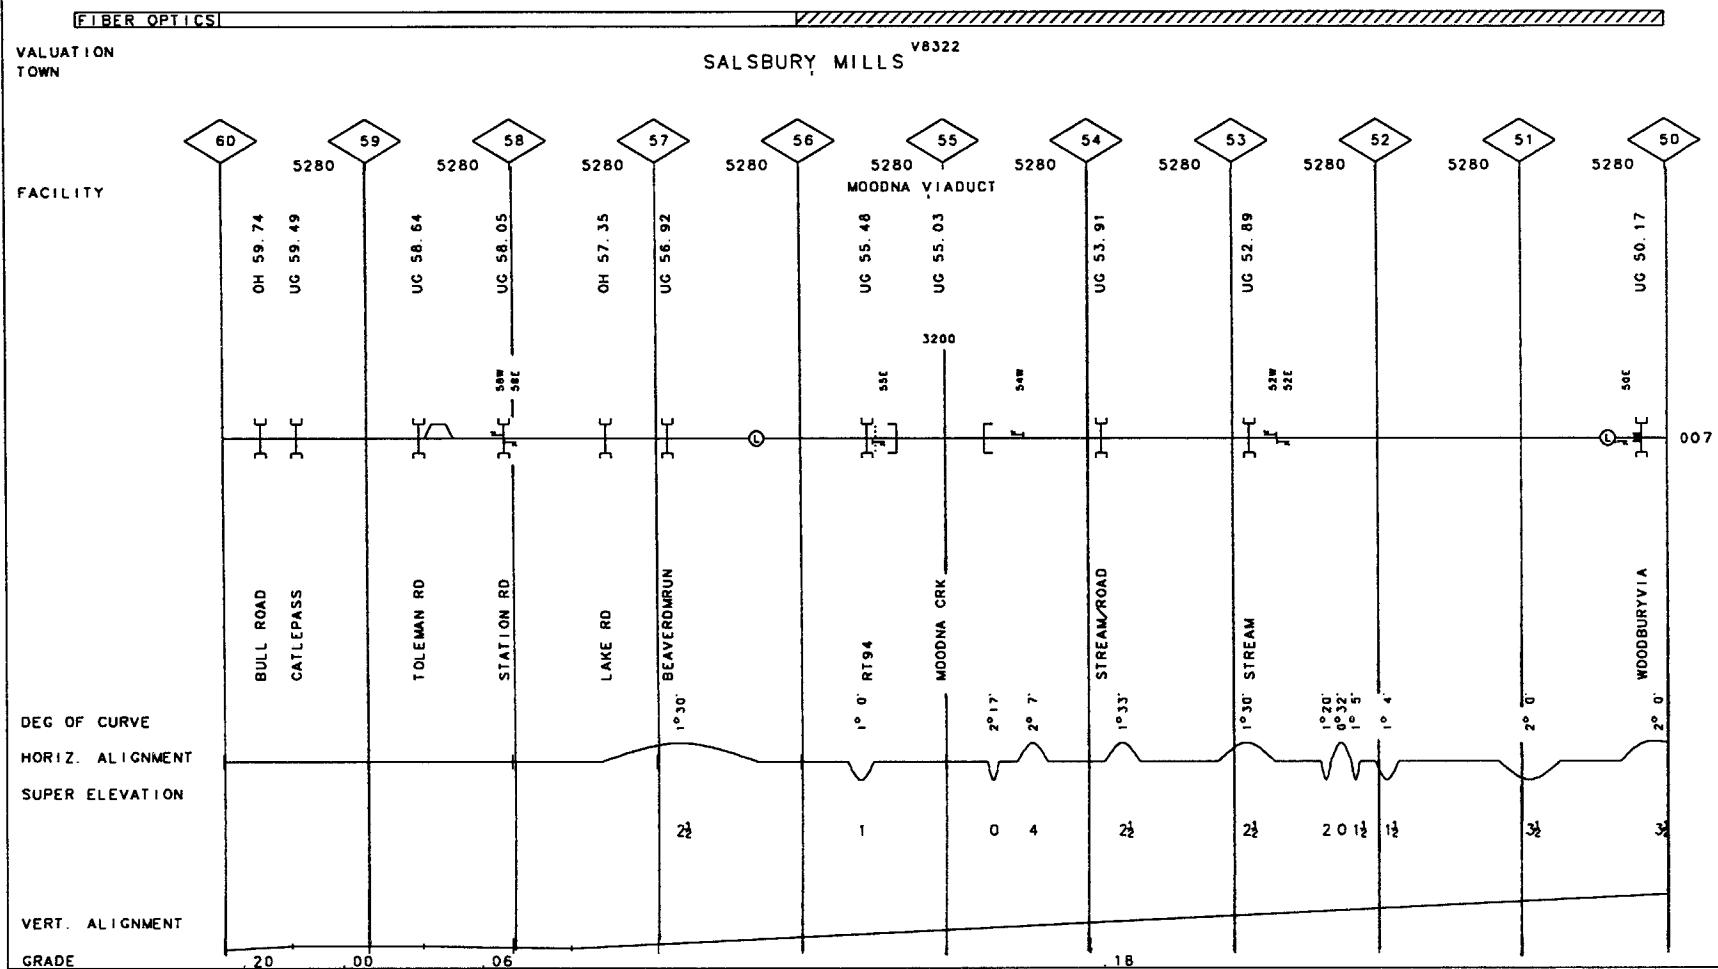 FIBER OPTICS
VALUATION
V8322
TOWN
SALSBURY MILLS
60 59 58 57 56 55 54 53 52 51 50
5280 5280 5280 5280 5280 5280 5280 5280 5280 5280
FACILITY
MOODNA VIADUCT
OH 59.74
UG 59.49
UG 58.64
UG 58.05
OH 57.35
UG 56.92
UG 55.48
UG 55.03
UG 53.91
UG 52.89
UG 50.17
3200
58W
58E
55E
54W
52W
52E
50E
L
L
007
BULL ROAD
CATLEPASS
TOLEMAN RD
STATION RD
LAKE RD
BEAVERDMRUN
RT94
MOODNA CRK
STREAM/ROAD
STREAM
WOODBURYVIA
DEG OF CURVE
1°30'
1° 0'
2°17'
2° 7'
1°33'
1°30'
1°20'
0°32'
1° 5'
1° 4'
2° 0'
2° 0'
HORIZ. ALIGNMENT
SUPER ELEVATION
2½ 1 0 4 2½ 2½ 2 0 1½ 1½ 3½ 3½
VERT. ALIGNMENT
GRADE
.20 .00 .06 .18